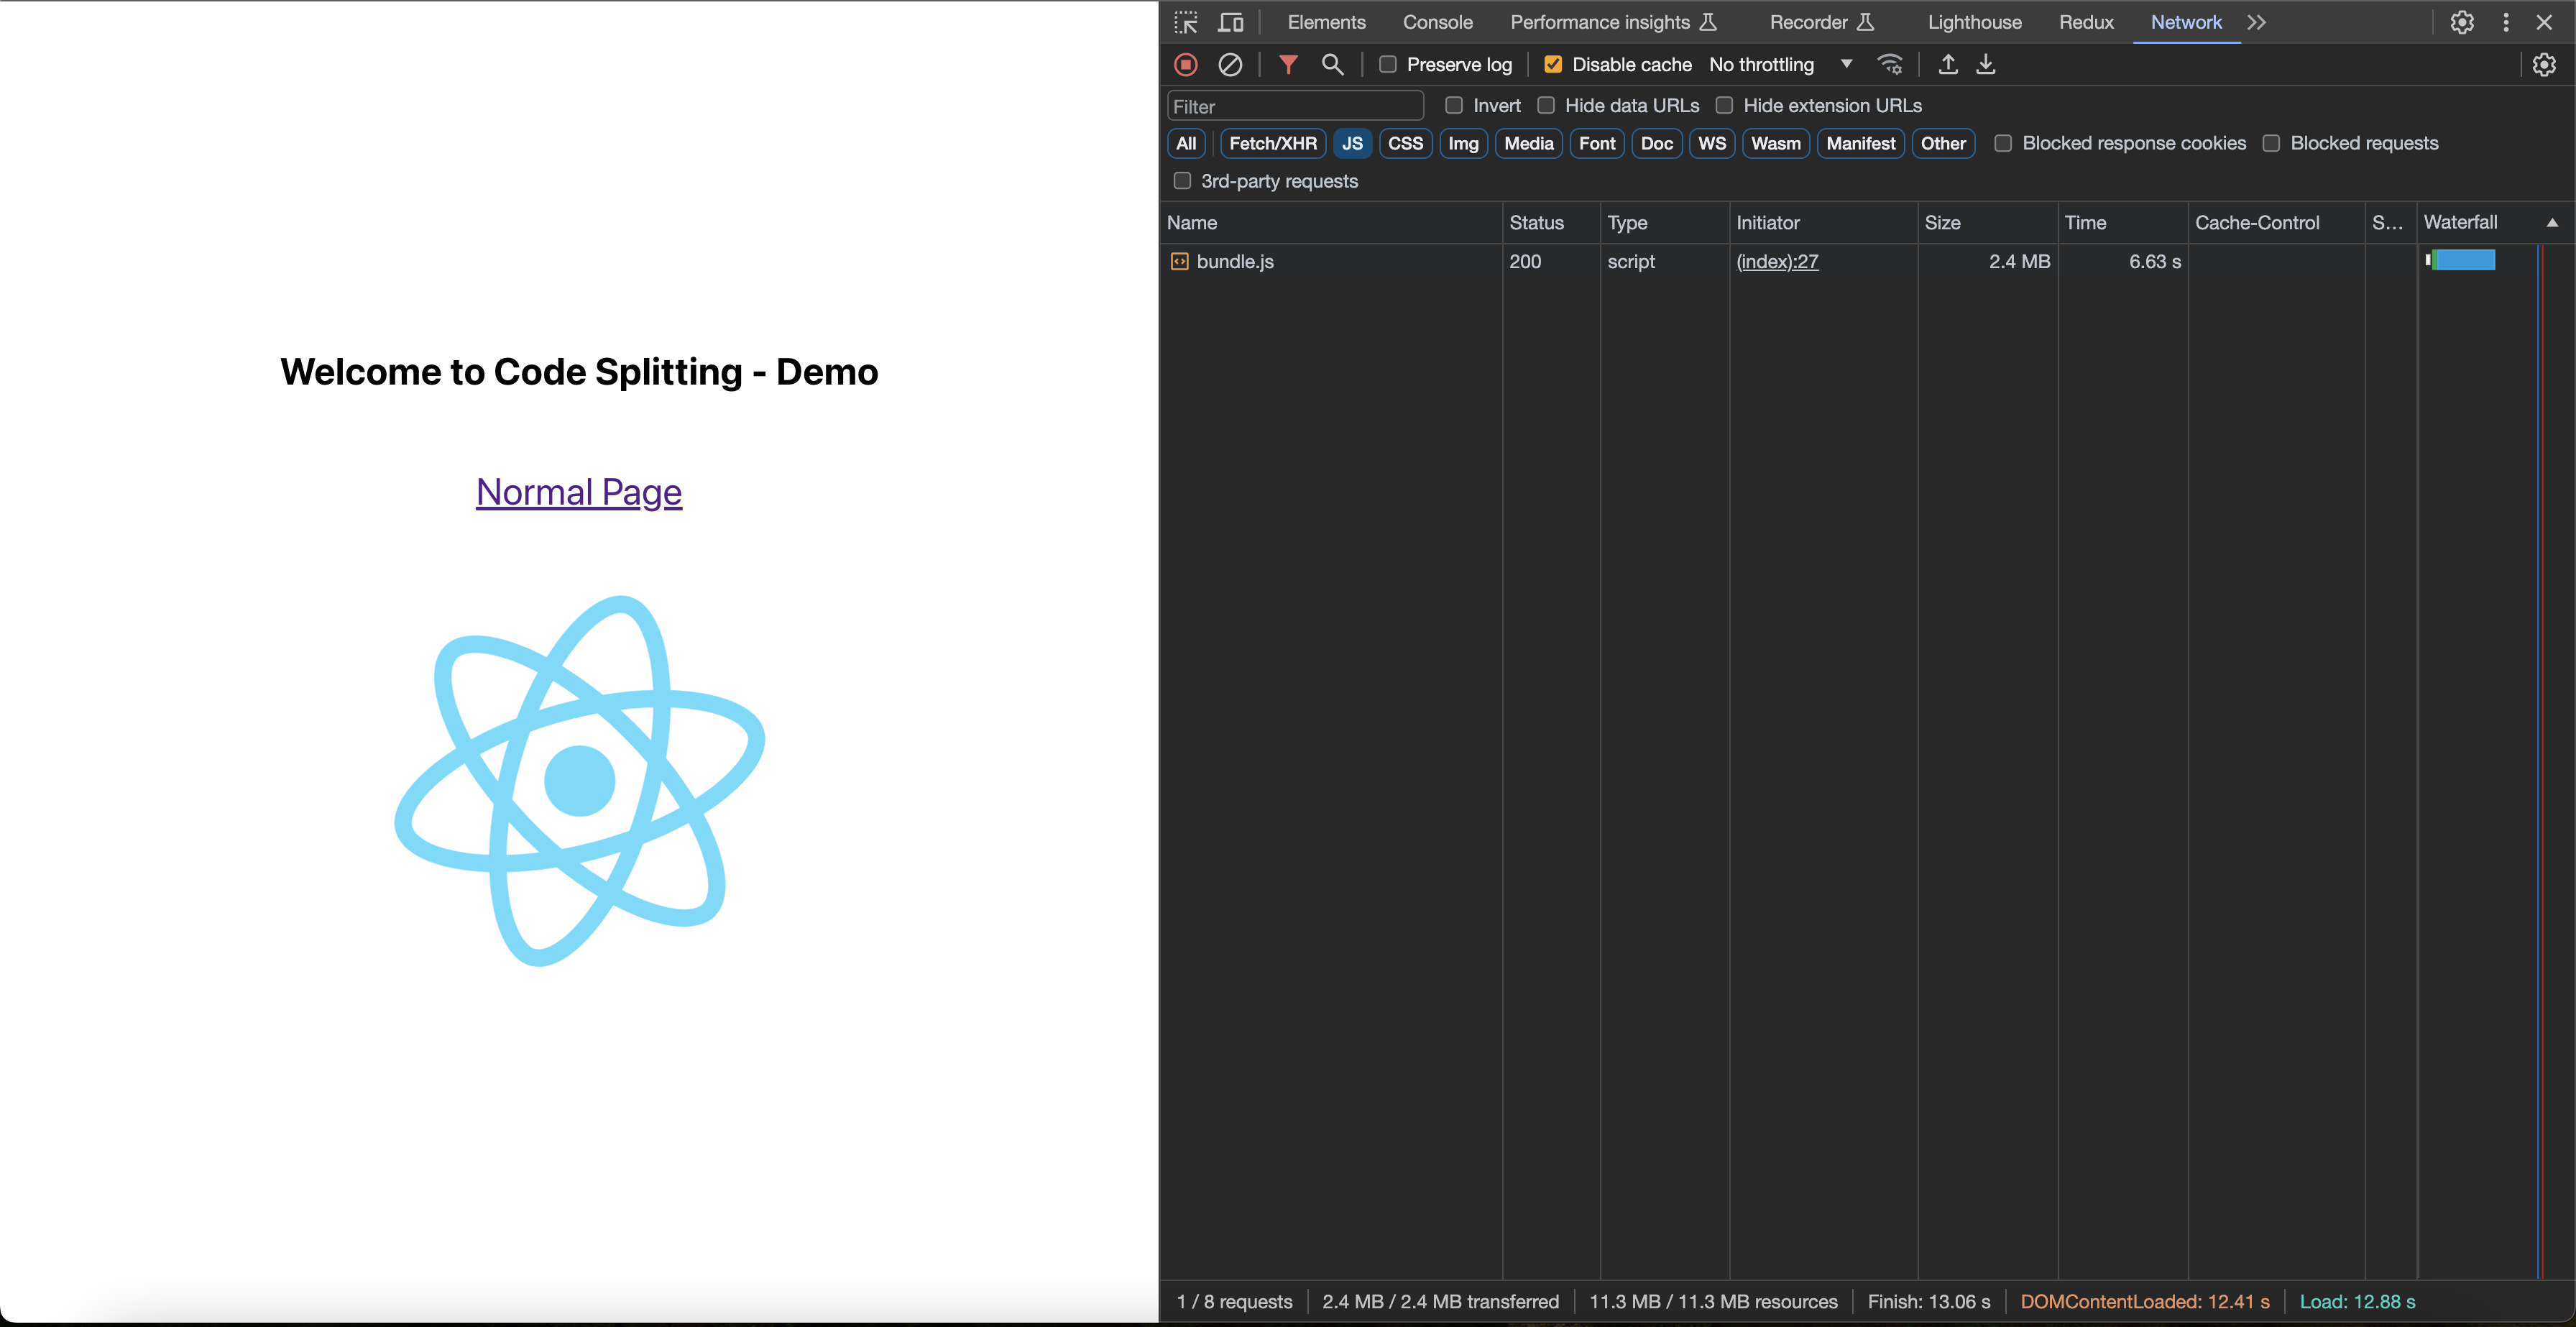 Welcome to Code Splitting - Demo
Normal Page
Elements Console Performance insights Recorder Lighthouse Redux Network
Preserve log Disable cache No throttling
Filter Invert Hide data URLs Hide extension URLs
All Fetch/XHR JS CSS Img Media Font Doc WS Wasm Manifest Other Blocked response cookies Blocked requests
3rd-party requests
Name Status Type Initiator Size Time Cache-Control S... Waterfall
bundle.js 200 script (index):27 2.4 MB 6.63 s
1 / 8 requests 2.4 MB / 2.4 MB transferred 11.3 MB / 11.3 MB resources Finish: 13.06 s DOMContentLoaded: 12.41 s Load: 12.88 s